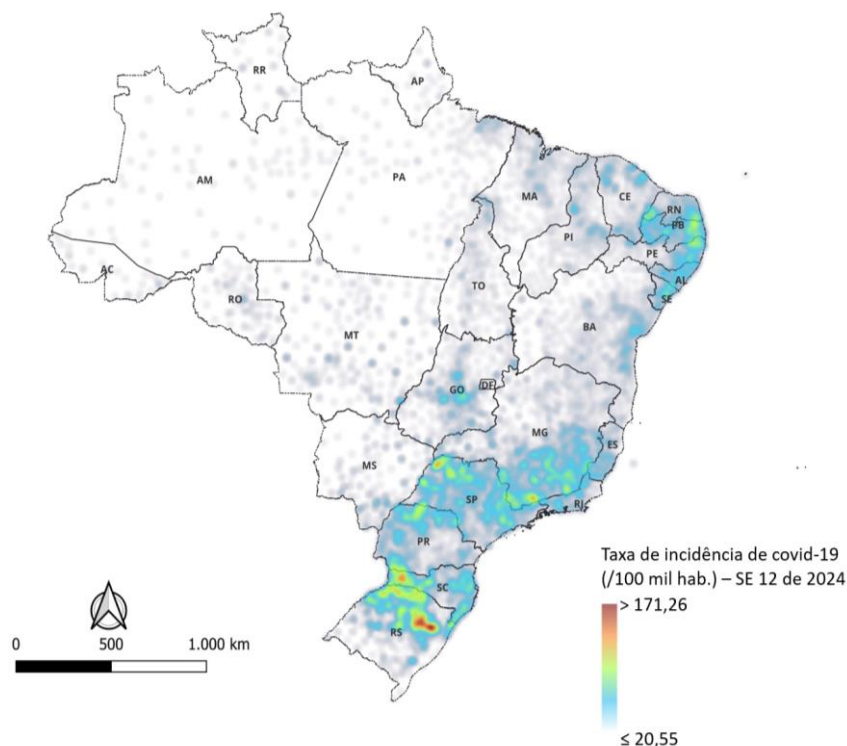 RR
AP
AM
PA
MA
CE
RN
PB
PI
PE
AL
SE
AC
RO
TO
BA
MT
GO
DF
MG
ES
MS
SP
RJ
PR
SC
RS
Taxa de incidência de covid-19
(/100 mil hab.) – SE 12 de 2024
> 171,26
≤ 20,55
0 500 1.000 km